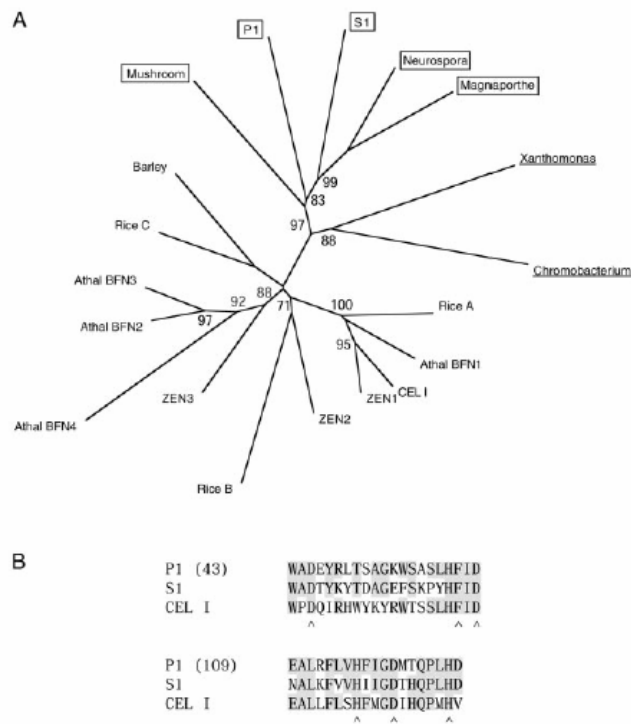 A
P1
S1
Neurospora
Mushroom
Magnaporthe
Barley
Xanthomonas
99
83
97
88
Rice C
Chromobacterium
Athal BFN3
88
92
100
Rice A
71
97
Athal BFN2
95
Athal BFN1
CEL I
ZEN3
ZEN1
ZEN2
Athal BFN4
Rice B
B
P1 (43) WADEYRLTSAGKWSASLHFID
S1 WADTYKYTDAGEFSKPYHFID
CEL I WPDQIRHWYKYRWTSSLHFID
^ ^ ^
P1 (109) EALRFLVHFIGDMTQPLHD
S1 NALKFVVHIIGDTHQPLHD
CEL I EALLFLSHFMGDIHQPMHV
^ ^ ^